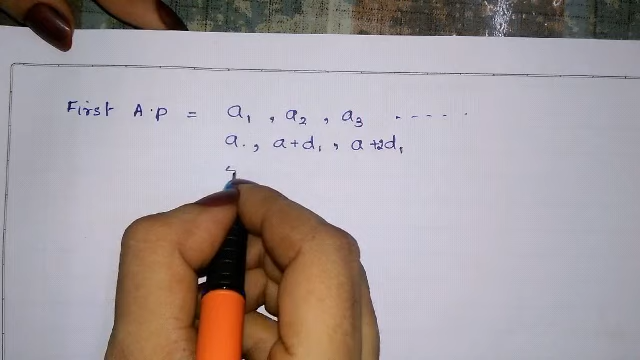 First A.P = a₁, a₂, a₃ ......
a., a+d₁, a+2d₁